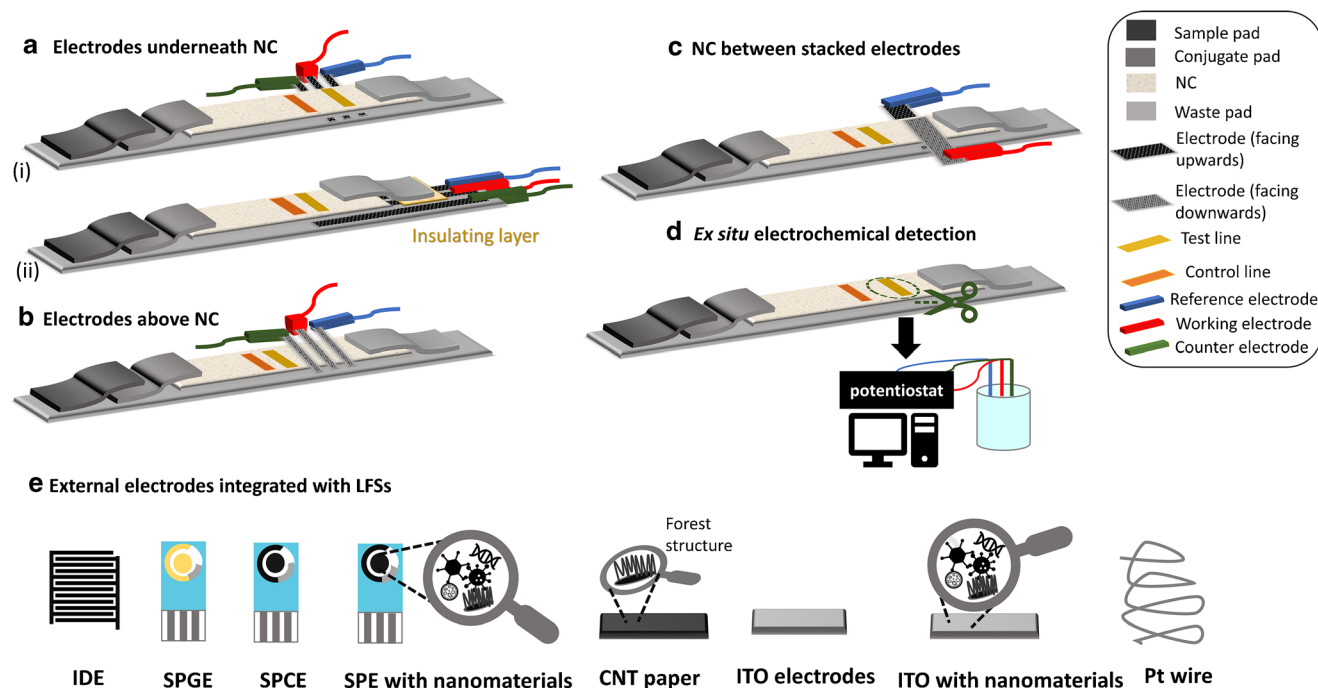 a Electrodes underneath NC
(i)
Insulating layer
(ii)
b Electrodes above NC
c NC between stacked electrodes
d Ex situ electrochemical detection
potentiostat
Sample pad
Conjugate pad
NC
Waste pad
Electrode (facing
upwards)
Electrode (facing
downwards)
Test line
Control line
Reference electrode
Working electrode
Counter electrode
e External electrodes integrated with LFSs
Forest
structure
IDE
SPGE
SPCE
SPE with nanomaterials
CNT paper
ITO electrodes
ITO with nanomaterials
Pt wire